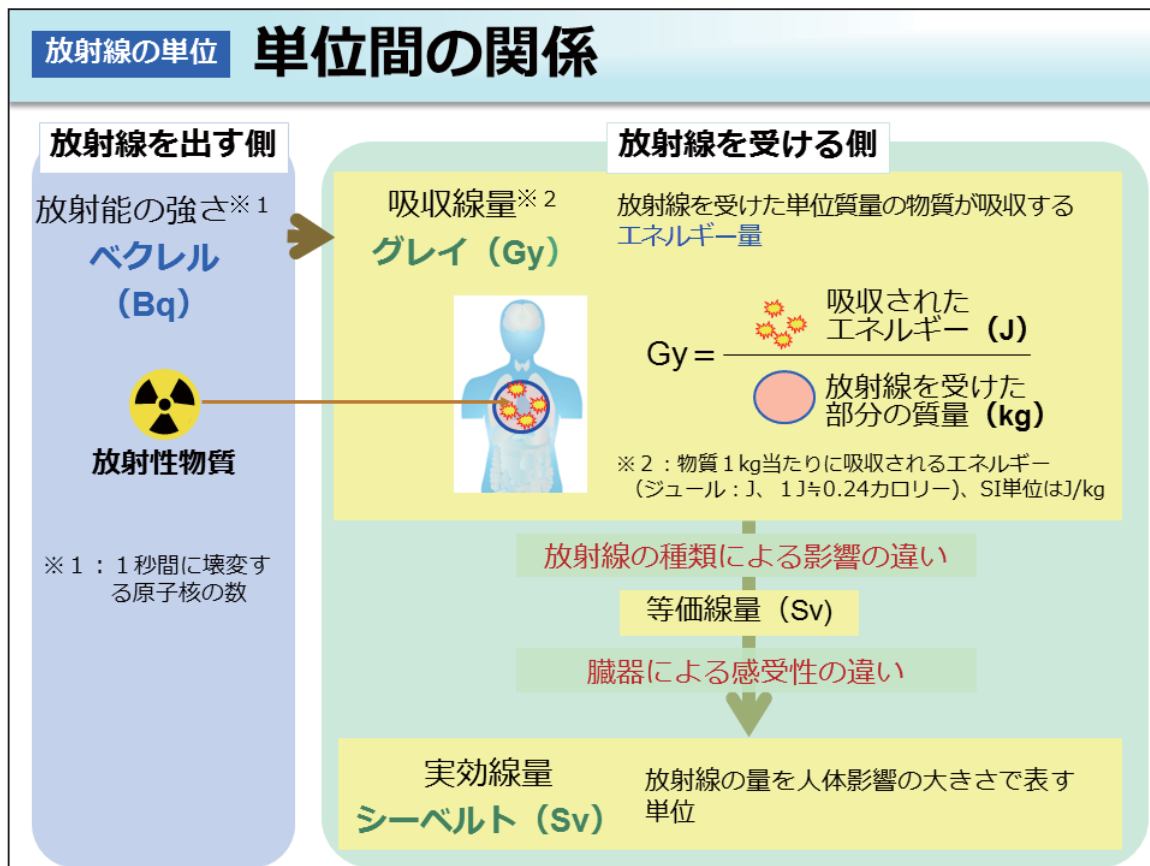 放射線の単位
単位間の関係
放射線を出す側
放射能の強さ※１
ベクレル
（Bq）
放射性物質
※１：１秒間に壊変す
る原子核の数
放射線を受ける側
吸収線量※２
グレイ（Gy）
放射線を受けた単位質量の物質が吸収する
エネルギー量
Gy＝
吸収された
エネルギー（J）
放射線を受けた
部分の質量（kg）
※２：物質１kg当たりに吸収されるエネルギー
（ジュール：J、１J≒0.24カロリー)、SI単位はJ/kg
放射線の種類による影響の違い
等価線量（Sv)
臓器による感受性の違い
実効線量
シーベルト（Sv）
放射線の量を人体影響の大きさで表す
単位